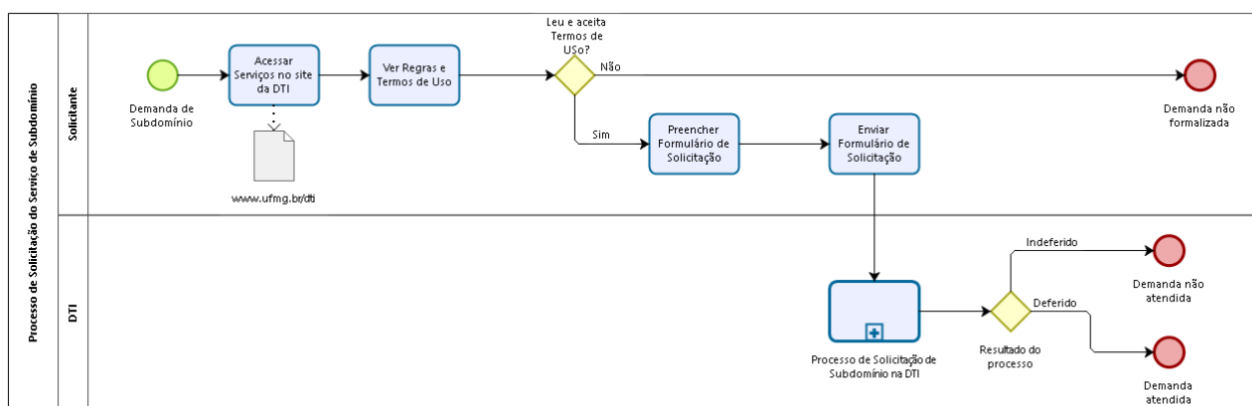 Processo de Solicitação do Serviço de Subdomínio
Solicitante
Demanda de
Subdomínio
Acessar
Serviços no site
da DTI
www.ufmg.br/dti
Ver Regras e
Termos de Uso
Leu e aceita
Termos de
USo?
Não
Demanda não
formalizada
Sim
Preencher
Formulário de
Solicitação
Enviar
Formulário de
Solicitação
DTI
Processo de Solicitação de
Subdomínio na DTI
Resultado do
processo
Indeferido
Demanda não
atendida
Deferido
Demanda
atendida